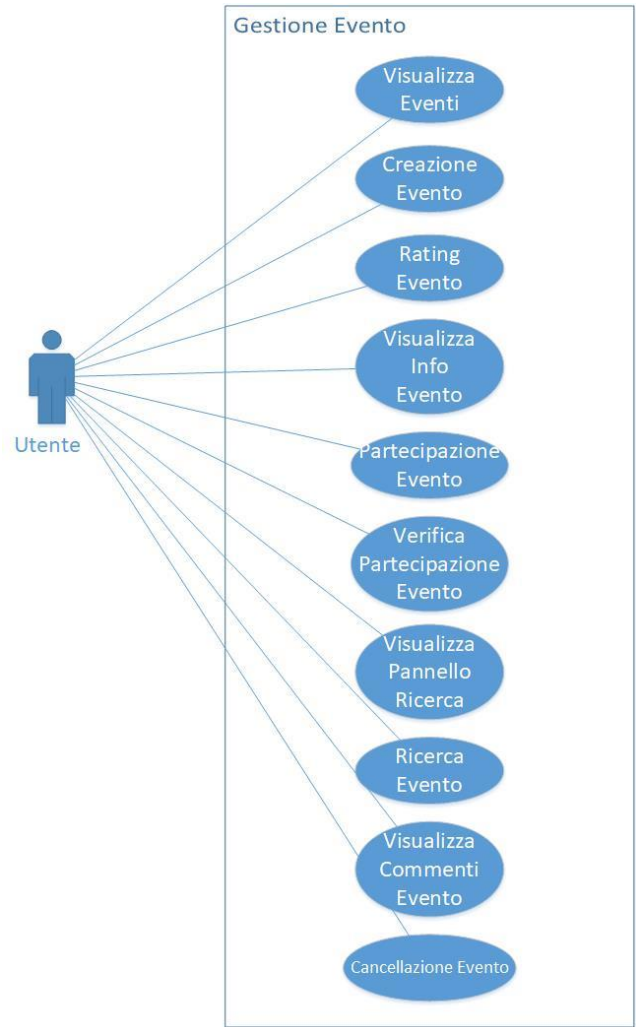 Gestione Evento
Visualizza
Eventi
Creazione
Evento
Rating
Evento
Visualizza
Info
Evento
Utente
Partecipazione
Evento
Verifica
Partecipazione
Evento
Visualizza
Pannello
Ricerca
Ricerca
Evento
Visualizza
Commenti
Evento
Cancellazione Evento